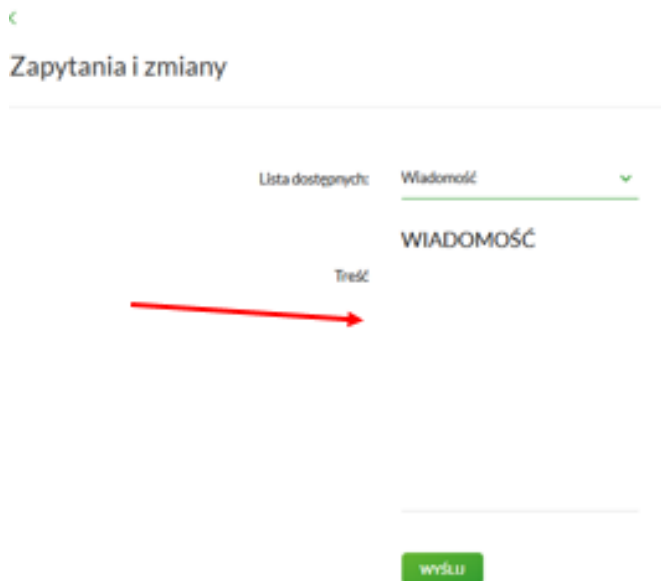 Zapytania i zmiany
Lista dostępnych: Wiadomość
WIADOMOŚĆ
Treść
WYŚLIJ